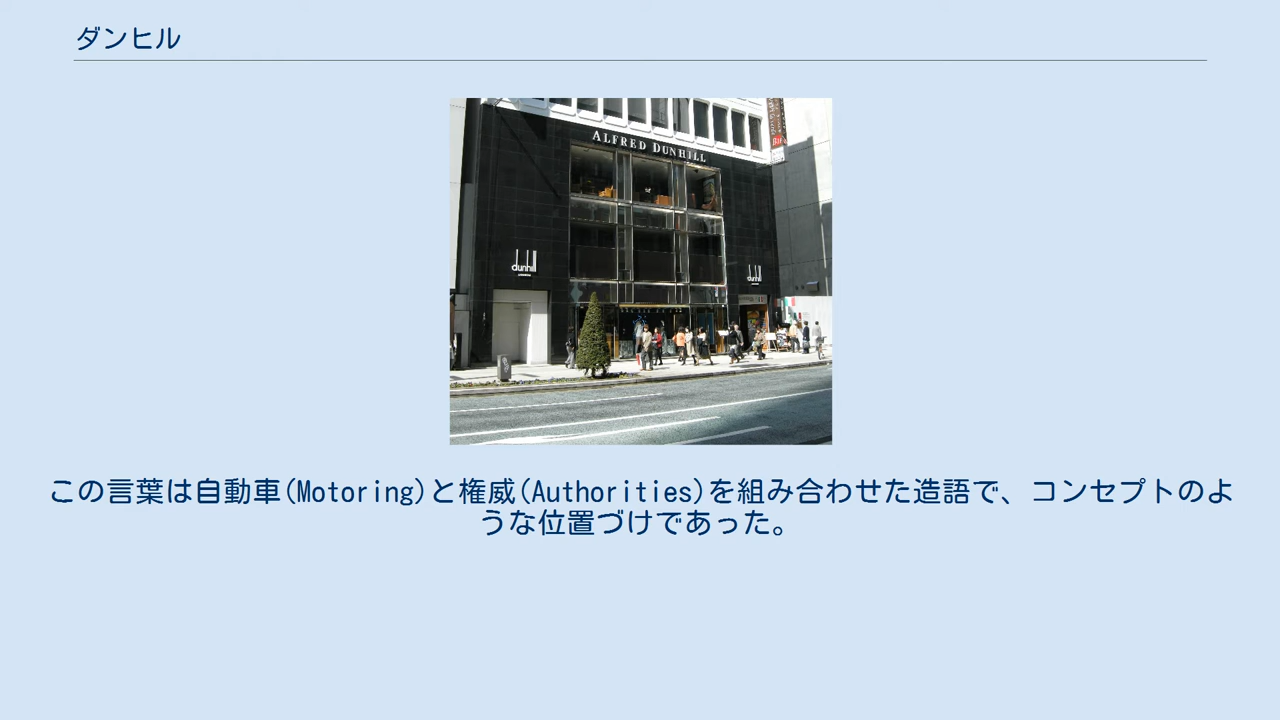 ダンヒル
ALFRED DUNHILL
dunhill
dunhill
この言葉は自動車(Motoring)と権威(Authorities)を組み合わせた造語で、コンセプトのよ
うな位置づけであった。